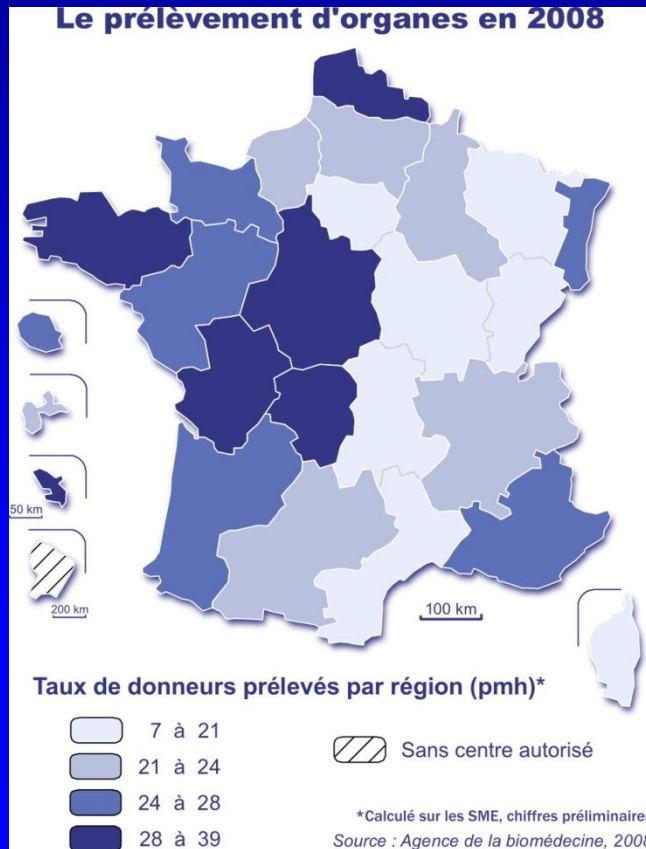 Le prélèvement d'organes en 2008
50 km
200 km
100 km
Taux de donneurs prélevés par région (pmh)*
7 à 21
21 à 24
24 à 28
28 à 39
Sans centre autorisé
*Calculé sur les SME, chiffres préliminaires
Source : Agence de la biomédecine, 2008